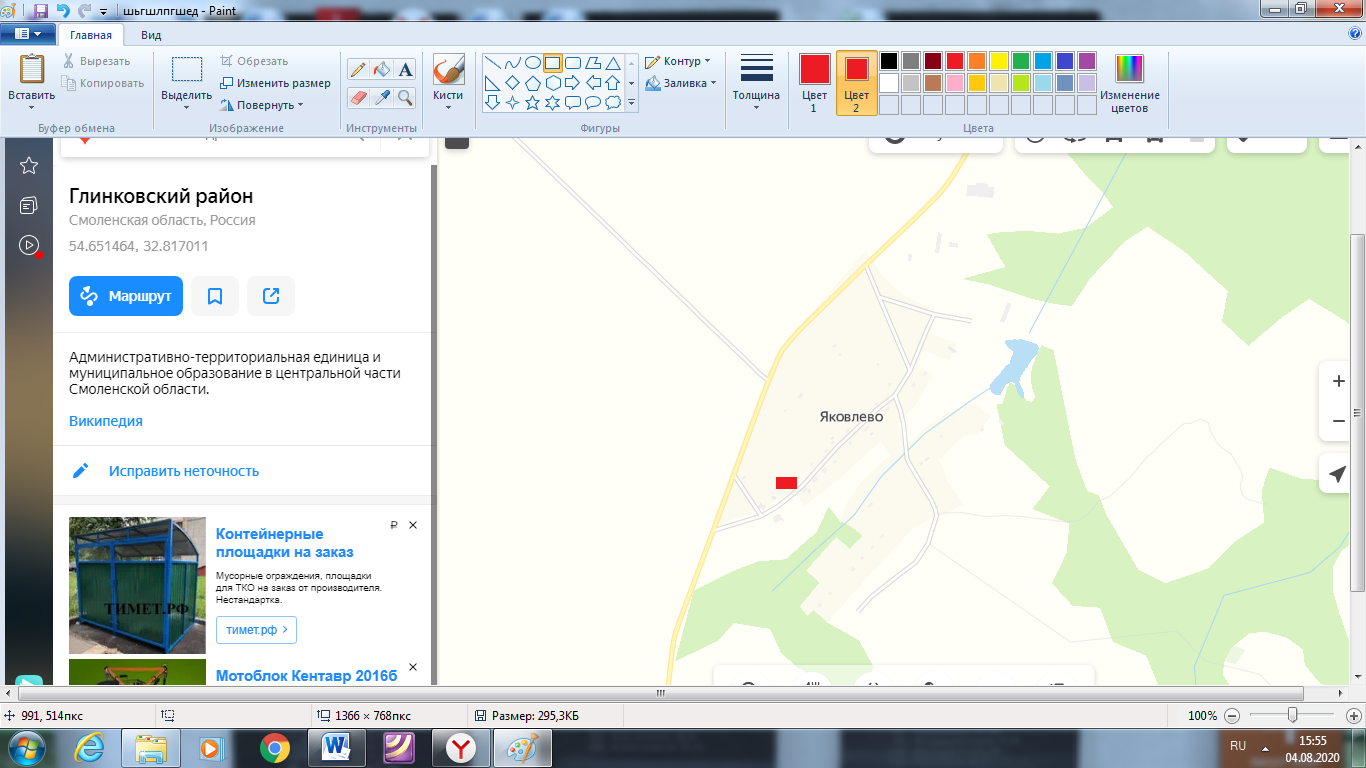 шьгшлпгшед - Paint
Главная
Вид
Вставить
Вырезать
Копировать
Буфер обмена
Выделить
Обрезать
Изменить размер
Повернуть
Изображение
A
Инструменты
Кисти
Контур
Заливка
Фигуры
Толщина
Цвет
1
Цвет
2
Изменение
цветов
Цвета
Глинковский район
Смоленская область, Россия
54.651464, 32.817011
Маршрут
Административно-территориальная единица и
муниципальное образование в центральной части
Смоленской области.
Википедия
Исправить неточность
Контейнерные
площадки на заказ
₽
Мусорные ограждения, площадки
для ТКО на заказ от производителя.
Нестандартка.
тимет.рф
ТИМЕТ.РФ
Мотоблок Кентавр 2016б
Яковлево
991, 514пкс
1366 × 768пкс
Размер: 295,3КБ
100%
RU
15:55
04.08.2020